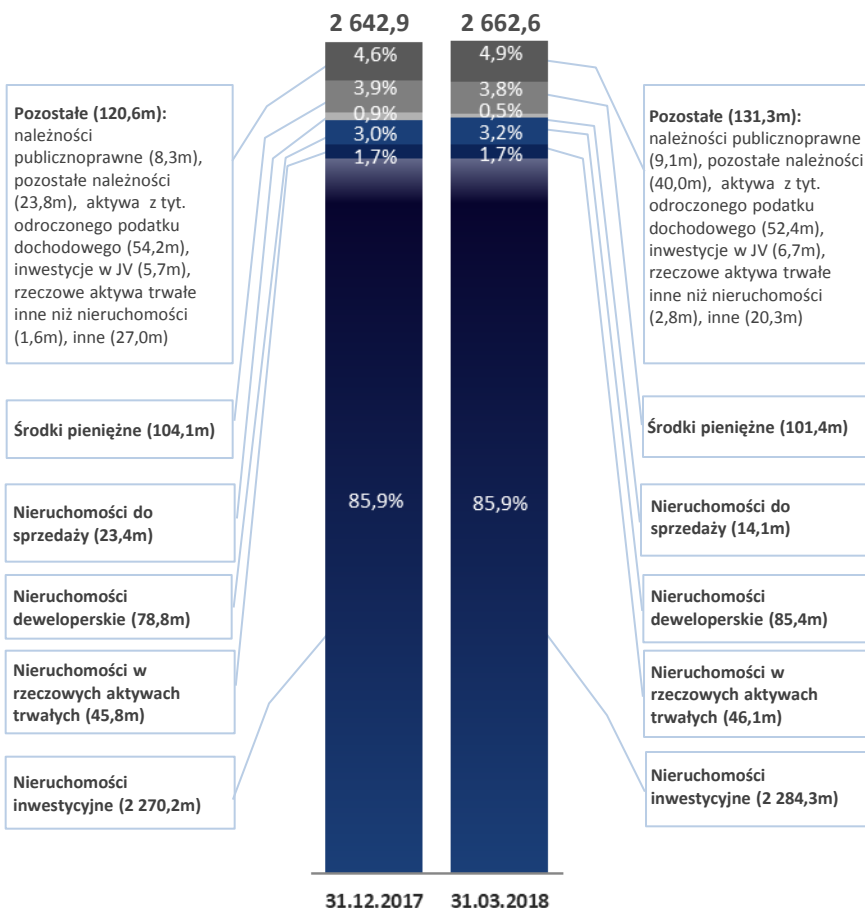 2 642,9
2 662,6
4,6%
3,9%
0,9%
3,0%
1,7%
85,9%
4,9%
3,8%
0,5%
3,2%
1,7%
85,9%
Pozostałe (120,6m):
należności
publicznoprawne (8,3m),
pozostałe należności
(23,8m), aktywa z tyt.
odroczonego podatku
dochodowego (54,2m),
inwestycje w JV (5,7m),
rzeczowe aktywa trwałe
inne niż nieruchomości
(1,6m), inne (27,0m)
Środki pieniężne (104,1m)
Nieruchomości do
sprzedaży (23,4m)
Nieruchomości
deweloperskie (78,8m)
Nieruchomości w
rzeczowych aktywach
trwałych (45,8m)
Nieruchomości
inwestycyjne (2 270,2m)
Pozostałe (131,3m):
należności publicznoprawne
(9,1m), pozostałe należności
(40,0m), aktywa z tyt.
odroczonego podatku
dochodowego (52,4m),
inwestycje w JV (6,7m),
rzeczowe aktywa trwałe
inne niż nieruchomości
(2,8m), inne (20,3m)
Środki pieniężne (101,4m)
Nieruchomości do
sprzedaży (14,1m)
Nieruchomości
deweloperskie (85,4m)
Nieruchomości w
rzeczowych aktywach
trwałych (46,1m)
Nieruchomości
inwestycyjne (2 284,3m)
31.12.2017
31.03.2018